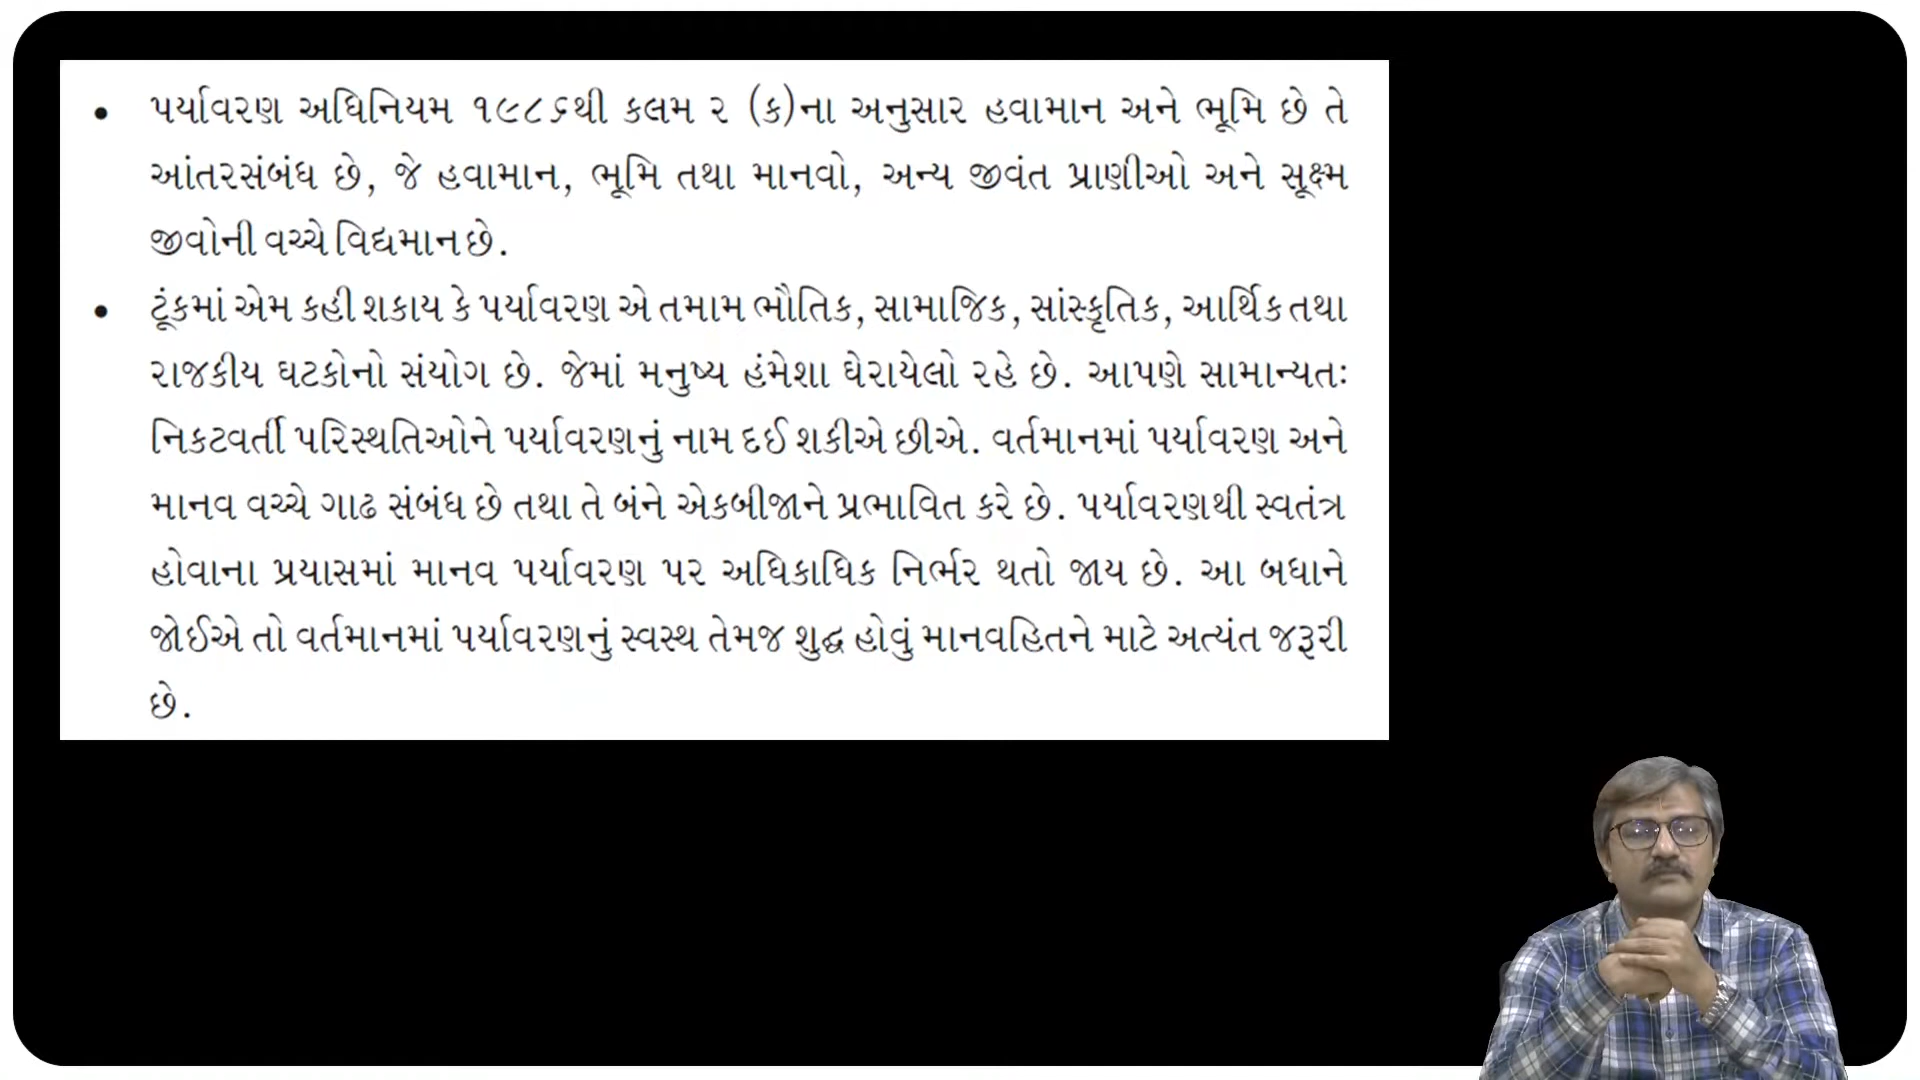 • પર્યાવરણ અધિનિયમ ૧૯૮૬થી કલમ ૨ (ક)ના અનુસાર હવામાન અને ભૂમિ છે તે
આંતરસંબંધ છે, જે હવામાન, ભૂમિ તથા માનવો, અન્ય જીવંત પ્રાણીઓ અને સૂક્ષ્મ
જીવોની વચ્ચે વિદ્યમાન છે.
• ટૂંકમાં એમ કહી શકાય કે પર્યાવરણ એ તમામ ભૌતિક, સામાજિક, સાંસ્કૃતિક, આર્થિક તથા
રાજકીય ઘટકોનો સંયોગ છે. જેમાં મનુષ્ય હંમેશા ઘેરાયેલો રહે છે. આપણે સામાન્યતઃ
નિકટવર્તી પરિસ્થતિઓને પર્યાવરણનું નામ દઈ શકીએ છીએ. વર્તમાનમાં પર્યાવરણ અને
માનવ વચ્ચે ગાઢ સંબંધ છે તથા તે બંને એકબીજાને પ્રભાવિત કરે છે. પર્યાવરણથી સ્વતંત્ર
હોવાના પ્રયાસમાં માનવ પર્યાવરણ પર અધિકાધિક નિર્ભર થતો જાય છે. આ બધાને
જોઈએ તો વર્તમાનમાં પર્યાવરણનું સ્વસ્થ તેમજ શુદ્ધ હોવું માનવહિતને માટે અત્યંત જરૂરી
છે.